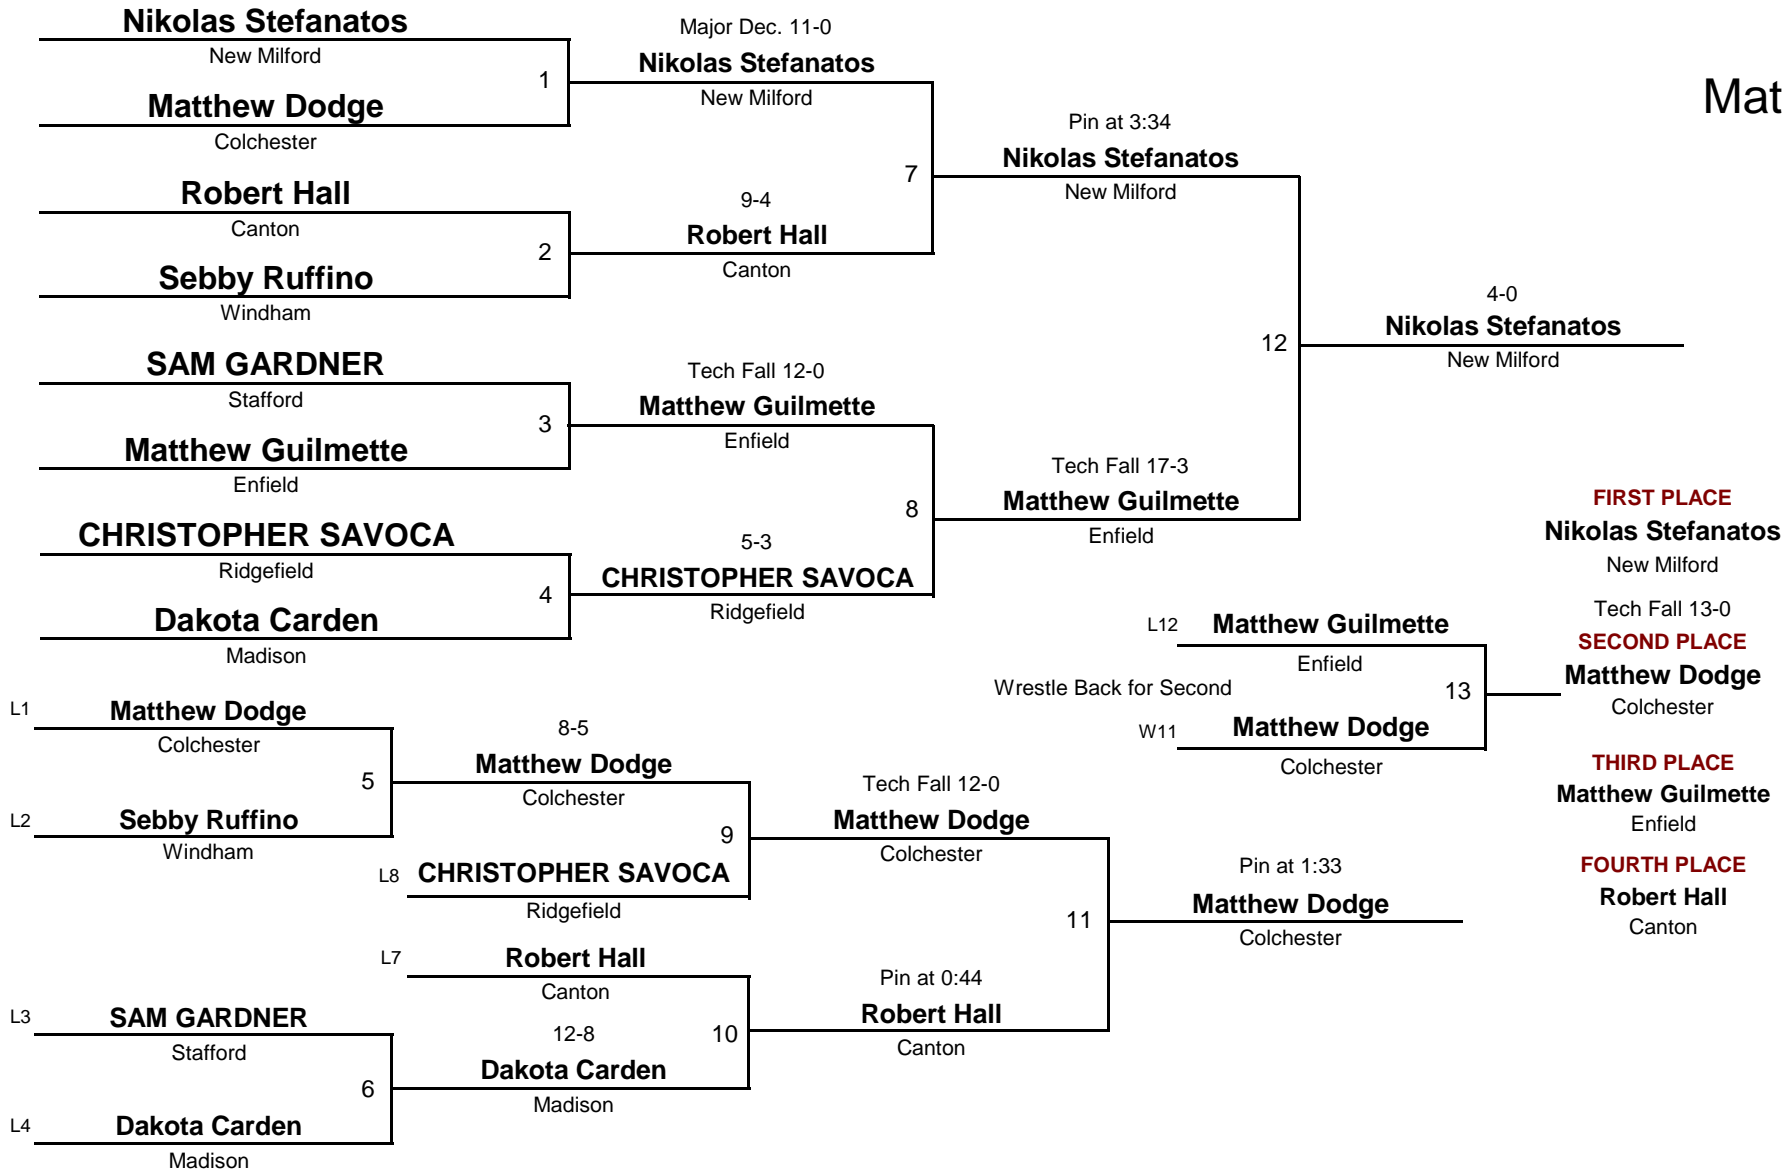 Nikolas Stefanatos
New Milford
1
Matthew Dodge
Colchester
Robert Hall
Canton
2
Sebby Ruffino
Windham
SAM GARDNER
Stafford
3
Matthew Guilmette
Enfield
CHRISTOPHER SAVOCA
Ridgefield
4
Dakota Carden
Madison
Major Dec. 11-0
Nikolas Stefanatos
New Milford
7
9-4
Robert Hall
Canton
Tech Fall 12-0
Matthew Guilmette
Enfield
8
5-3
CHRISTOPHER SAVOCA
Ridgefield
Pin at 3:34
Nikolas Stefanatos
New Milford
12
Tech Fall 17-3
Matthew Guilmette
Enfield
4-0
Nikolas Stefanatos
New Milford
Mat
L1 Matthew Dodge
Colchester
5
L2 Sebby Ruffino
Windham
8-5
Matthew Dodge
Colchester
9
L8 CHRISTOPHER SAVOCA
Ridgefield
L7 Robert Hall
Canton
10
12-8
Dakota Carden
Madison
L3 SAM GARDNER
Stafford
6
L4 Dakota Carden
Madison
Tech Fall 12-0
Matthew Dodge
Colchester
11
Pin at 0:44
Robert Hall
Canton
Pin at 1:33
Matthew Dodge
Colchester
L12 Matthew Guilmette
Enfield
Wrestle Back for Second
13
W11 Matthew Dodge
Colchester
FIRST PLACE
Nikolas Stefanatos
New Milford
Tech Fall 13-0
SECOND PLACE
Matthew Dodge
Colchester
THIRD PLACE
Matthew Guilmette
Enfield
FOURTH PLACE
Robert Hall
Canton